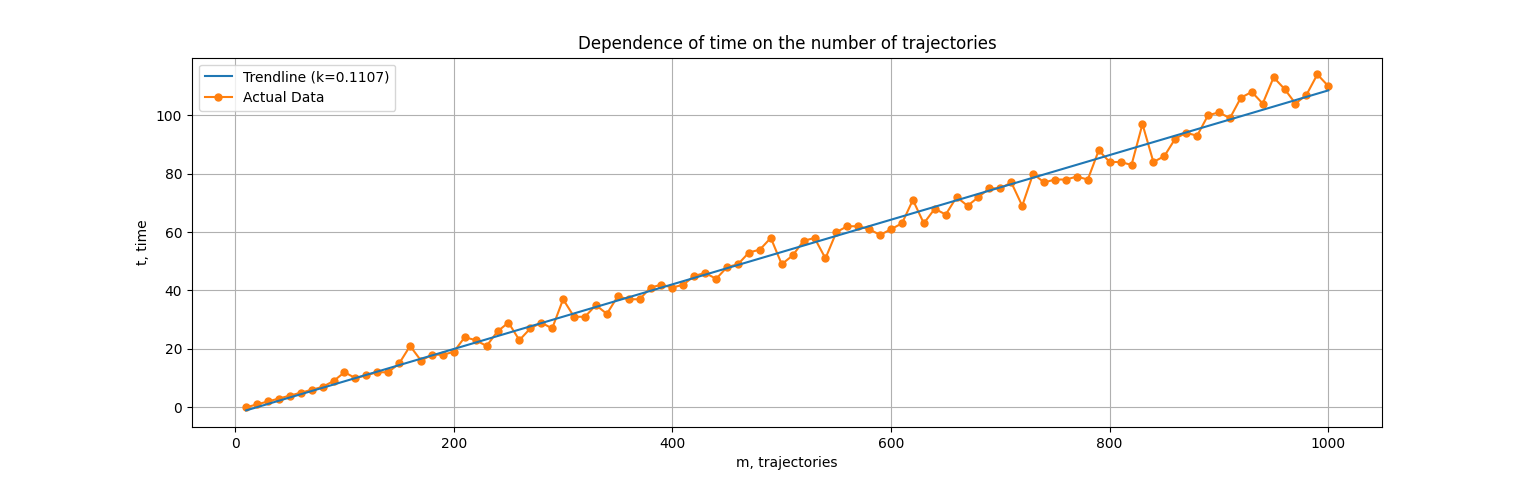 Dependence of time on the number of trajectories
Trendline (k=0.1107)
Actual Data
100
80
60
40
20
0
t, time
0 200 400 600 800 1000
m, trajectories